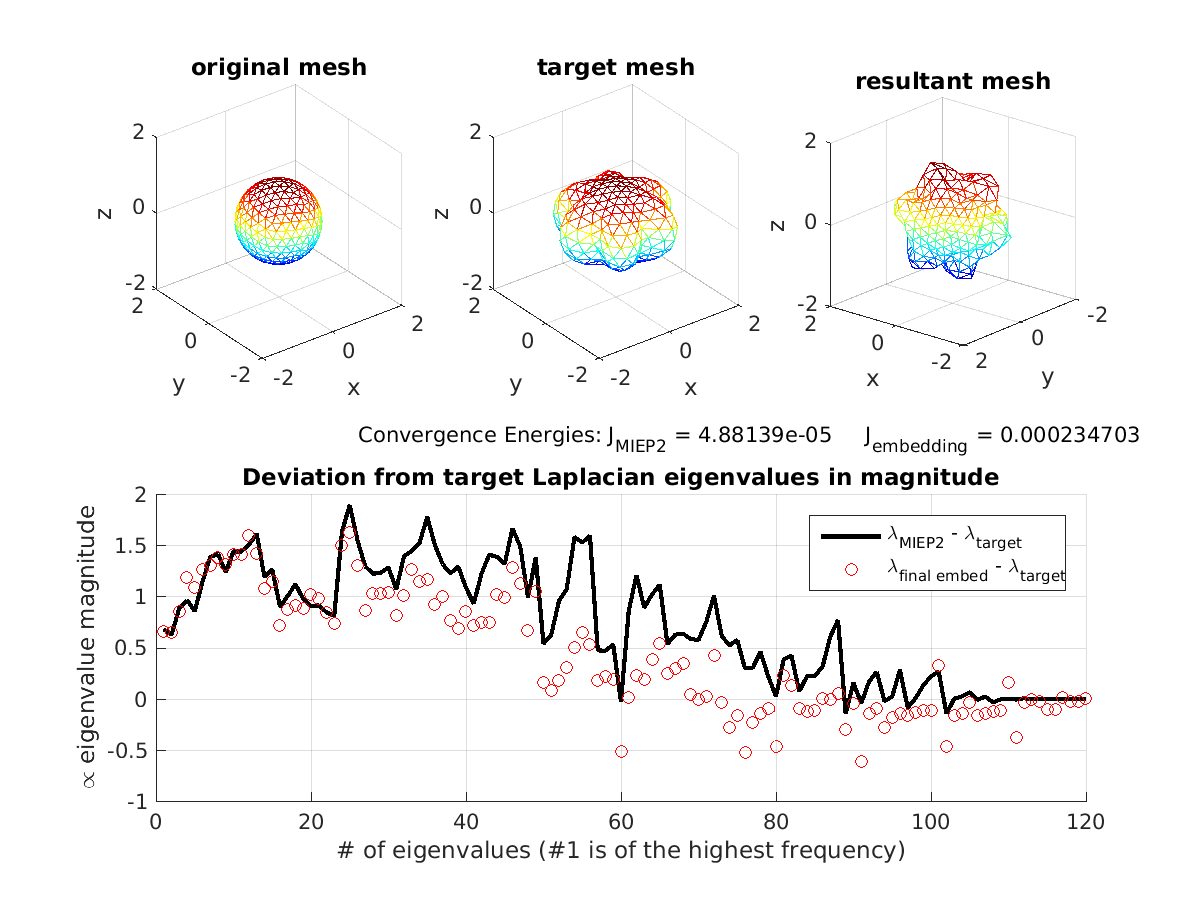 original mesh
target mesh
resultant mesh
2
0
-2
z
2
0
-2
y
-2
0
2
x
2
0
-2
z
2
0
-2
y
-2
0
2
x
2
0
-2
z
2
0
-2
x
2
0
-2
y
Convergence Energies: J_MIEP2 = 4.88139e-05 J_embedding = 0.000234703
Deviation from target Laplacian eigenvalues in magnitude
∝ eigenvalue magnitude
2
1.5
1
0.5
0
-0.5
-1
λ_MIEP2 - λ_target
λ_final embed - λ_target
0 20 40 60 80 100 120
# of eigenvalues (#1 is of the highest frequency)